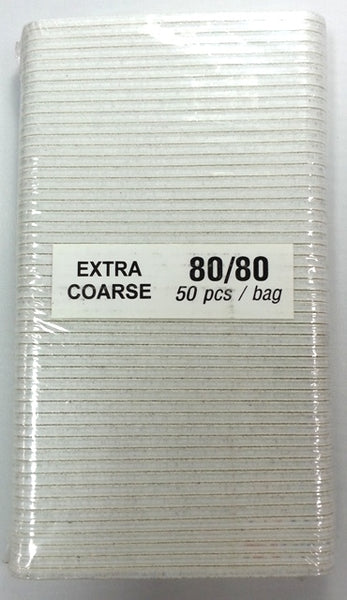 EXTRA COARSE
80/80
50 pcs / bag